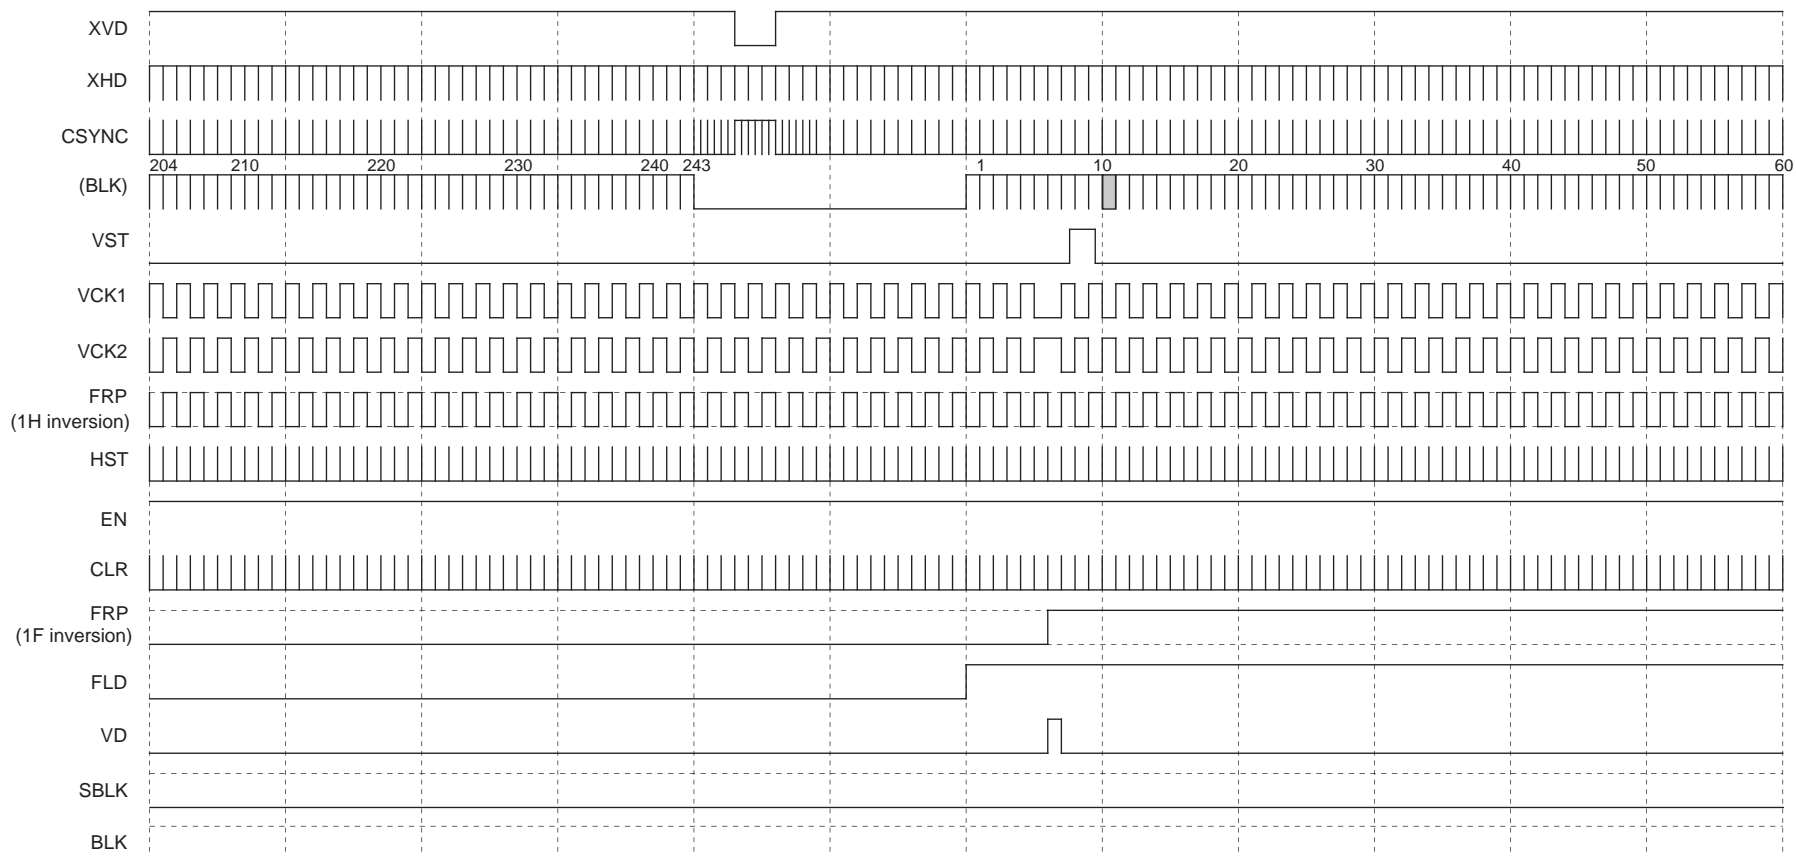 XVD
XHD
CSYNC
204 210 220 230 240 243 1 10 20 30 40 50 60
(BLK)
VST
VCK1
VCK2
FRP
(1H inversion)
HST
EN
CLR
FRP
(1F inversion)
FLD
VD
SBLK
BLK